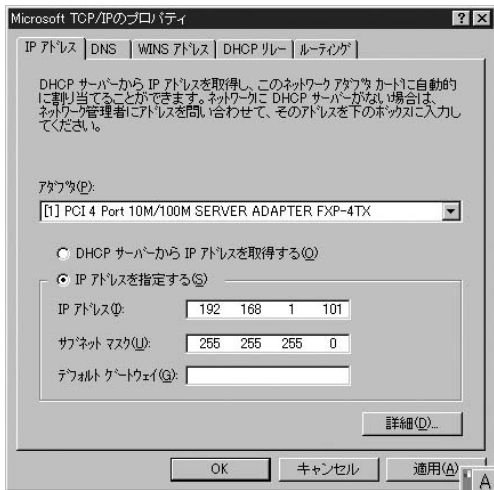 Microsoft TCP/IPのプロパティ
IP アドレス DNS WINS アドレス DHCP リレー ルーティング
DHCP サーバーから IP アドレスを取得し、このネットワーク アダプタ カードに自動的
に割り当てることができます。ネットワークに DHCP サーバーがない場合は、
ネットワーク管理者にアドレスを問い合わせて、そのアドレスを下のボックスに入力し
てください。
アダプタ(P):
[1] PCI 4 Port 10M/100M SERVER ADAPTER FXP-4TX
DHCP サーバーから IP アドレスを取得する(O)
IP アドレスを指定する(S)
IP アドレス(I): 192 168 1 101
サブネット マスク(U): 255 255 255 0
デフォルト ゲートウェイ(G):
詳細(D)...
OK キャンセル 適用(A)
A